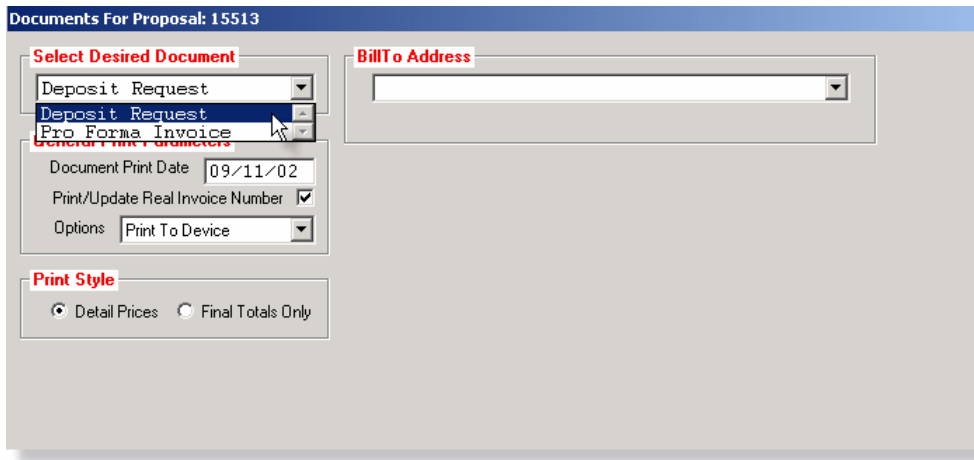 Documents For Proposal: 15513
Select Desired Document
Deposit Request
Deposit Request
Pro Forma Invoice
General Print Parameters
Document Print Date 09/11/02
Print/Update Real Invoice Number
Options Print To Device
Print Style
Detail Prices Final Totals Only
BillTo Address